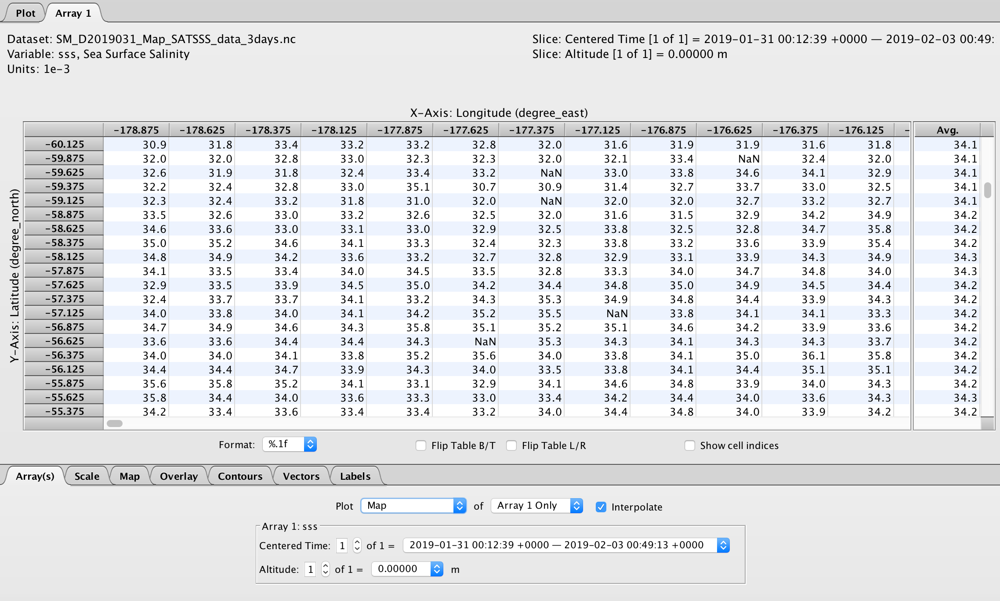 Plot Array 1
Dataset: SM_D2019031_Map_SATSSS_data_3days.nc
Variable: sss, Sea Surface Salinity
Units: 1e-3
Slice: Centered Time [1 of 1] = 2019-01-31 00:12:39 +0000 — 2019-02-03 00:49:
Slice: Altitude [1 of 1] = 0.00000 m
X-Axis: Longitude (degree_east)
Y-Axis: Latitude (degree_north)
-178.875 -178.625 -178.375 -178.125 -177.875 -177.625 -177.375 -177.125 -176.875 -176.625 -176.375 -176.125 - Avg.
-60.125 30.9 31.8 33.4 33.2 33.2 32.8 32.0 31.6 31.9 31.9 31.6 31.8 34.1
-59.875 32.0 32.0 32.8 33.0 32.3 32.3 32.0 32.1 33.4 NaN 32.4 32.0 34.1
-59.625 32.6 31.9 31.8 32.4 33.4 33.2 NaN 33.0 33.8 34.6 34.1 32.9 34.1
-59.375 32.2 32.4 32.8 33.0 35.1 30.7 30.9 31.4 32.7 33.7 33.0 32.5 34.1
-59.125 32.3 32.4 33.2 31.8 31.0 32.0 NaN 32.0 32.0 32.7 33.2 32.7 34.1
-58.875 33.5 32.6 33.0 33.2 32.6 32.5 32.0 31.6 31.5 32.9 34.2 34.9 34.2
-58.625 34.6 33.6 33.0 33.1 33.0 32.9 32.5 33.8 32.5 32.8 34.7 35.8 34.2
-58.375 35.0 35.2 34.6 34.1 33.3 32.4 32.3 33.8 33.2 33.6 33.9 35.4 34.2
-58.125 34.8 34.9 34.2 33.6 33.2 32.7 32.8 32.9 33.1 33.9 34.3 34.9 34.3
-57.875 34.1 33.5 33.4 34.0 34.5 33.5 32.8 33.3 34.0 34.7 34.8 34.0 34.3
-57.625 32.9 33.5 33.9 34.5 35.0 34.2 34.4 34.8 35.0 34.9 34.5 34.4 34.2
-57.375 32.4 33.7 33.7 34.1 33.2 34.3 35.3 34.9 34.8 34.4 33.9 34.3 34.2
-57.125 34.0 33.8 34.0 34.1 34.2 35.2 35.5 NaN 33.8 34.1 34.1 33.3 34.2
-56.875 34.7 34.9 34.6 34.3 35.8 35.1 35.2 35.1 34.6 34.2 33.9 33.6 34.2
-56.625 33.6 33.6 34.4 34.4 34.3 NaN 35.3 34.3 34.1 34.3 34.3 33.7 34.2
-56.375 34.0 34.0 34.1 33.8 35.2 35.6 34.0 33.8 34.1 35.0 36.1 35.8 34.2
-56.125 34.4 34.4 34.7 33.9 34.3 34.0 33.5 33.8 34.1 34.4 35.1 35.1 34.2
-55.875 35.6 35.8 35.2 34.1 33.1 32.9 34.1 34.6 34.8 33.9 34.0 34.3 34.2
-55.625 35.8 34.4 34.0 33.6 33.3 33.0 33.4 34.2 34.4 34.0 33.6 34.3 34.3
-55.375 34.2 33.4 33.6 33.4 33.4 33.2 34.0 34.4 34.8 34.0 33.9 34.2 34.2
Format: %.1f Flip Table B/T Flip Table L/R Show cell indices
Array(s) Scale Map Overlay Contours Vectors Labels
Plot Map of Array 1 Only Interpolate
Array 1: sss
Centered Time: 1 of 1 = 2019-01-31 00:12:39 +0000 — 2019-02-03 00:49:13 +0000
Altitude: 1 of 1 = 0.00000 m